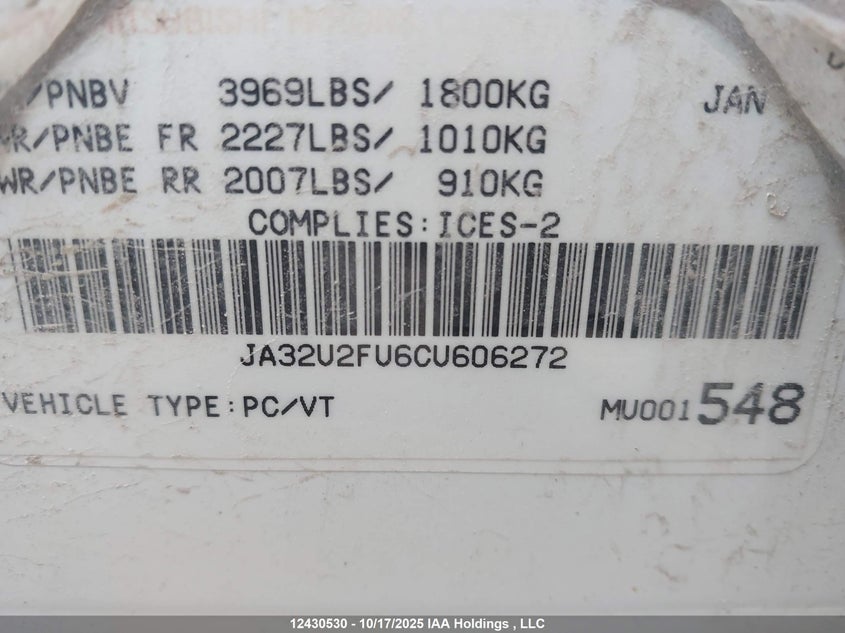 /PNBV 3969LBS/ 1800KG JAN
WR/PNBE FR 2227LBS/ 1010KG
WR/PNBE RR 2007LBS/ 910KG
COMPLIES:ICES-2
JA32U2FU6CU606272
VEHICLE TYPE:PC/VT MU001548
12430530 - 10/17/2025 IAA Holdings , LLC